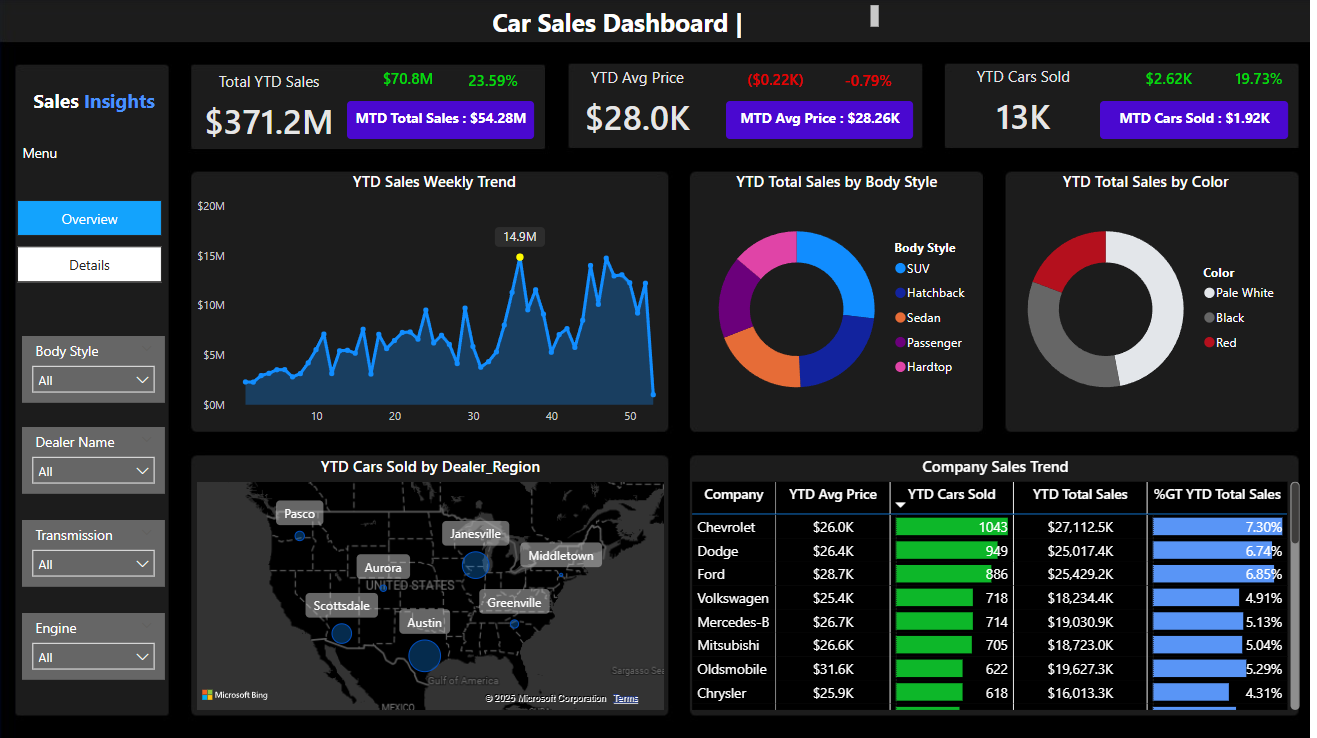 Car Sales Dashboard |
Sales Insights
Menu
Overview
Details
Body Style
All
Dealer Name
All
Transmission
All
Engine
All
Total YTD Sales
$70.8M
23.59%
$371.2M
MTD Total Sales : $54.28M
YTD Avg Price
($0.22K)
-0.79%
$28.0K
MTD Avg Price : $28.26K
YTD Cars Sold
$2.62K
19.73%
13K
MTD Cars Sold : $1.92K
YTD Sales Weekly Trend
$20M
$15M
$10M
$5M
$0M
14.9M
10 20 30 40 50
YTD Total Sales by Body Style
Body Style
SUV
Hatchback
Sedan
Passenger
Hardtop
YTD Total Sales by Color
Color
Pale White
Black
Red
YTD Cars Sold by Dealer_Region
Pasco
Janesville
Middletown
Aurora
UNITED STATES
Scottsdale
Greenville
Austin
Sargasso Sea
Gulf of America
Microsoft Bing
© 2025 Microsoft Corporation Terms
MEXICO
Company Sales Trend
Company YTD Avg Price YTD Cars Sold YTD Total Sales %GT YTD Total Sales
Chevrolet $26.0K 1043 $27,112.5K 7.30%
Dodge $26.4K 949 $25,017.4K 6.74%
Ford $28.7K 886 $25,429.2K 6.85%
Volkswagen $25.4K 718 $18,234.4K 4.91%
Mercedes-B $26.7K 714 $19,030.9K 5.13%
Mitsubishi $26.6K 705 $18,723.0K 5.04%
Oldsmobile $31.6K 622 $19,627.3K 5.29%
Chrysler $25.9K 618 $16,013.3K 4.31%